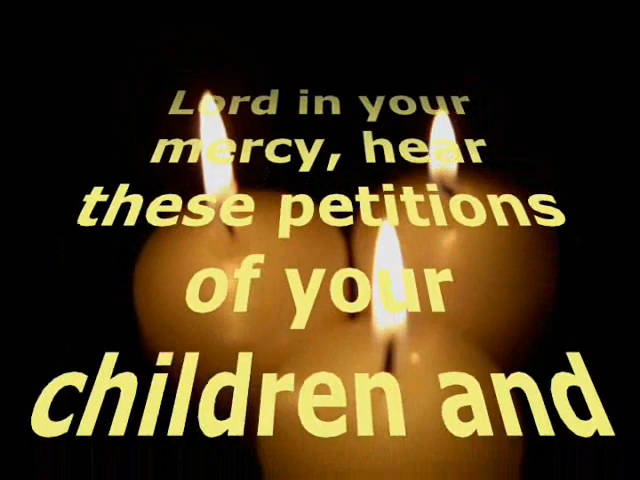 Lord in your
mercy, hear
these petitions
of your
children and